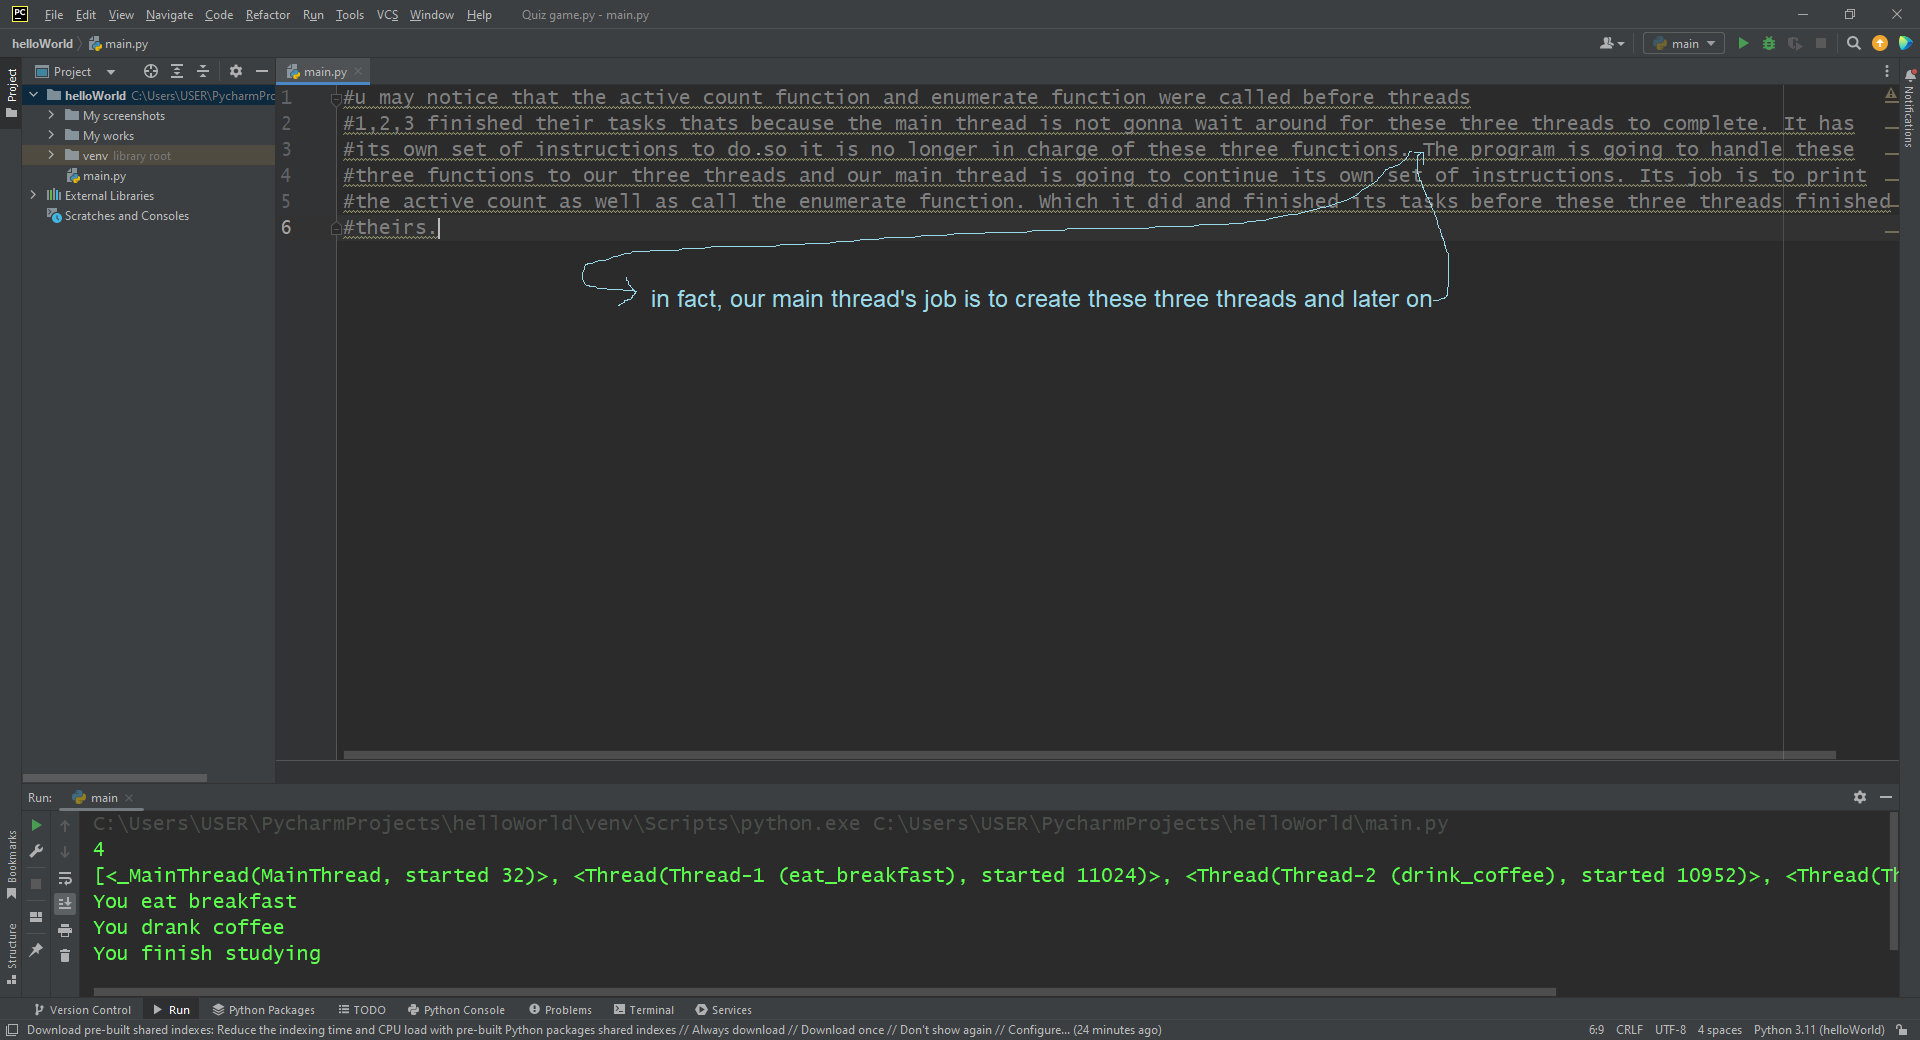 File Edit View Navigate Code Refactor Run Tools VCS Window Help Quiz game.py - main.py
helloWorld main.py
main
Project
main.py
helloWorld C:\Users\USER\PycharmPrc
My screenshots
My works
venv library root
main.py
External Libraries
Scratches and Consoles
Project
Notifications
1 #u may notice that the active count function and enumerate function were called before threads
2 #1,2,3 finished their tasks thats because the main thread is not gonna wait around for these three threads to complete. It has
3 #its own set of instructions to do.so it is no longer in charge of these three functions. The program is going to handle these
4 #three functions to our three threads and our main thread is going to continue its own set of instructions. Its job is to print
5 #the active count as well as call the enumerate function. Which it did and finished its tasks before these three threads finished
6 #theirs.
in fact, our main thread's job is to create these three threads and later on
Run: main
C:\Users\USER\PycharmProjects\helloWorld\venv\Scripts\python.exe C:\Users\USER\PycharmProjects\helloWorld\main.py
4
[<_MainThread(MainThread, started 32)>, <Thread(Thread-1 (eat_breakfast), started 11024)>, <Thread(Thread-2 (drink_coffee), started 10952)>, <Thread(Th
You eat breakfast
You drank coffee
You finish studying
Bookmarks
Structure
Version Control Run Python Packages TODO Python Console Problems Terminal Services
Download pre-built shared indexes: Reduce the indexing time and CPU load with pre-built Python packages shared indexes // Always download // Download once // Don't show again // Configure... (24 minutes ago) 6:9 CRLF UTF-8 4 spaces Python 3.11 (helloWorld)